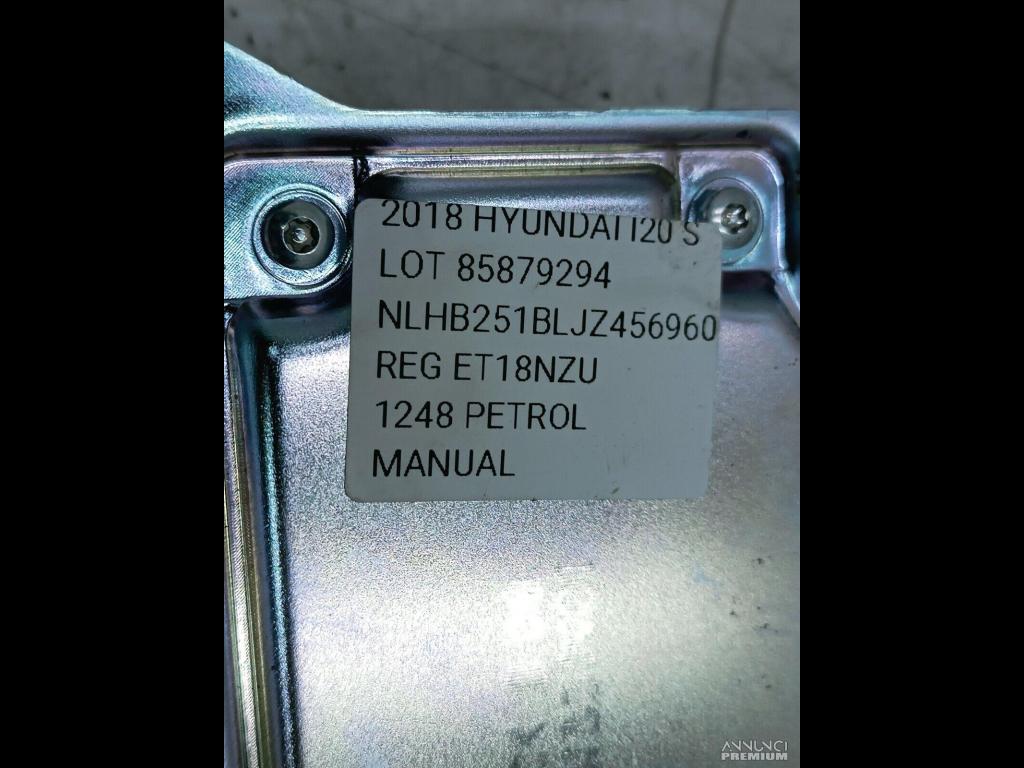 2018 HYUNDAI I20 S
LOT 85879294
NLHB251BLJZ456960
REG ET18NZU
1248 PETROL
MANUAL
ANNUNCI
PREMIUM